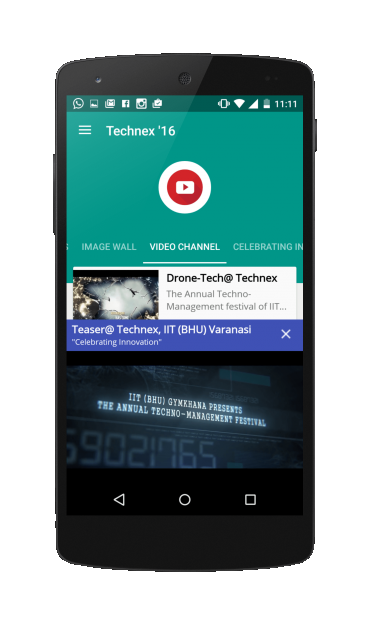 11:11
Technex '16
S IMAGE WALL VIDEO CHANNEL CELEBRATING IN
Drone-Tech@ Technex
The Annual Techno-
Management festival of IIT...
Teaser@ Technex, IIT (BHU) Varanasi
"Celebrating Innovation"
IIT (BHU) GYMKHANA PRESENTS
THE ANNUAL TECHNO-MANAGEMENT FESTIVAL
59021765